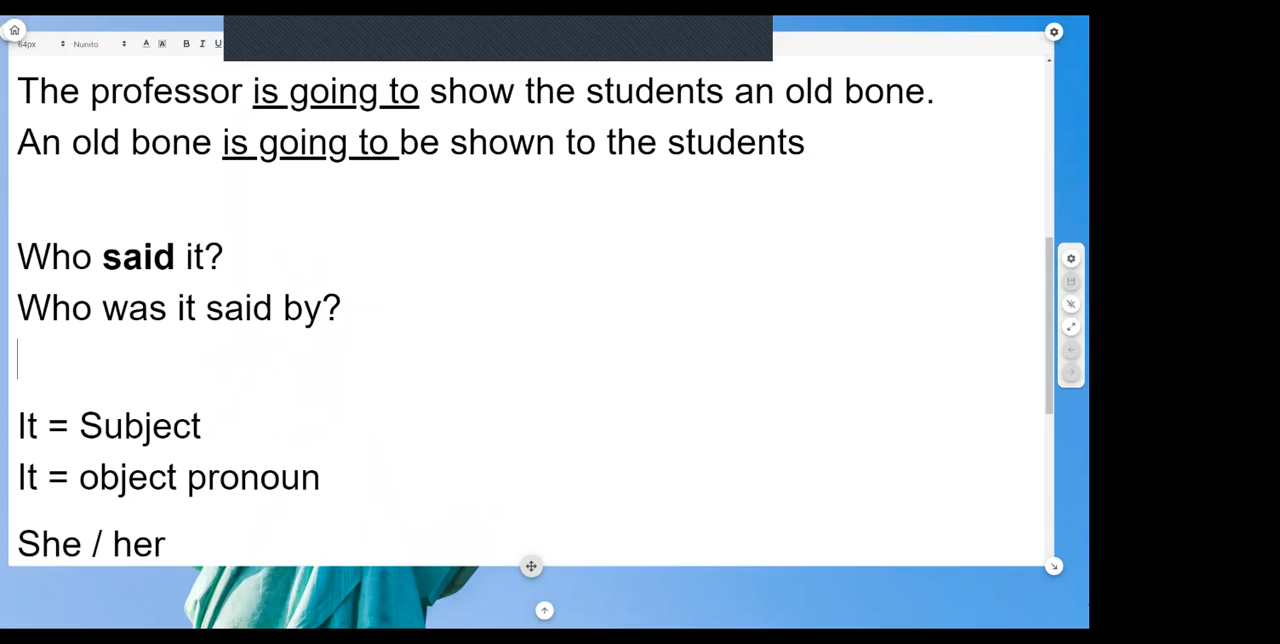 64px Nunito A A B I U
The professor is going to show the students an old bone.
An old bone is going to be shown to the students
Who said it?
Who was it said by?
It = Subject
It = object pronoun
She / her